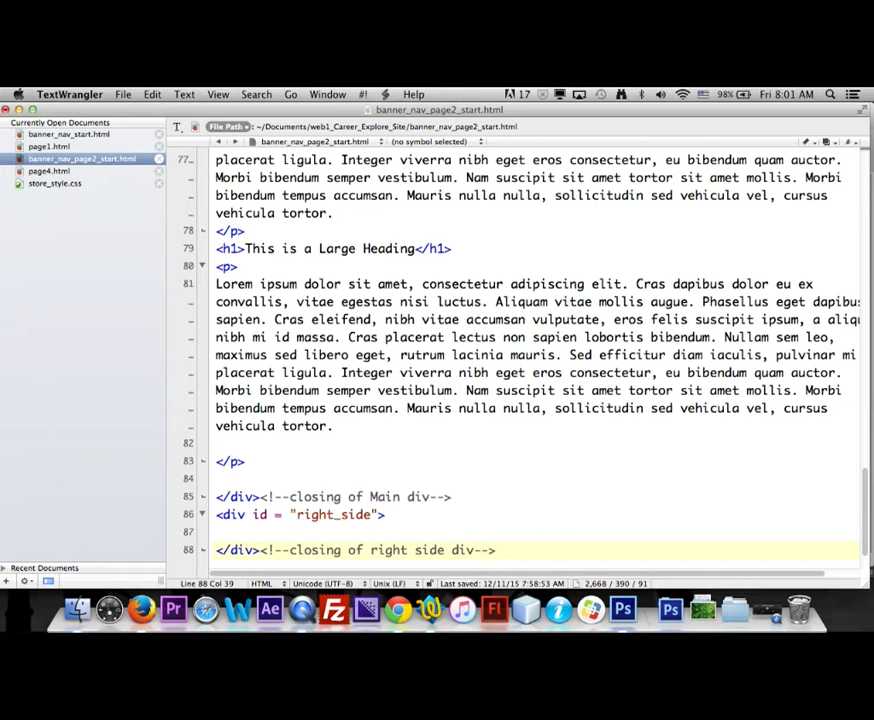 TextWrangler File Edit Text View Search Go Window #! Help 17 98% Fri 8:01 AM
banner_nav_page2_start.html
Currently Open Documents
banner_nav_start.html
page1.html
banner_nav_page2_start.html
page4.html
store_style.css
File Path ~/Documents/web1_Career_Explore_Site/banner_nav_page2_start.html
banner_nav_page2_start.html (no symbol selected)
77 placerat ligula. Integer viverra nibh eget eros consectetur, eu bibendum quam auctor.
Morbi bibendum semper vestibulum. Nam suscipit sit amet tortor sit amet mollis. Morbi
bibendum tempus accumsan. Mauris nulla nulla, sollicitudin sed vehicula vel, cursus
vehicula tortor.
78 </p>
79 <h1>This is a Large Heading</h1>
80 <p>
81 Lorem ipsum dolor sit amet, consectetur adipiscing elit. Cras dapibus dolor eu ex
convallis, vitae egestas nisi luctus. Aliquam vitae mollis augue. Phasellus eget dapibus
sapien. Cras eleifend, nibh vitae accumsan vulputate, eros felis suscipit ipsum, a aliqu
nibh mi id massa. Cras placerat lectus non sapien lobortis bibendum. Nullam sem leo,
maximus sed libero eget, rutrum lacinia mauris. Sed efficitur diam iaculis, pulvinar mi
placerat ligula. Integer viverra nibh eget eros consectetur, eu bibendum quam auctor.
Morbi bibendum semper vestibulum. Nam suscipit sit amet tortor sit amet mollis. Morbi
bibendum tempus accumsan. Mauris nulla nulla, sollicitudin sed vehicula vel, cursus
vehicula tortor.
82
83 </p>
84
85 </div><!--closing of Main div-->
86 <div id = "right_side">
87
88 </div><!--closing of right side div-->
Recent Documents
Line 88 Col 39 HTML Unicode (UTF-8) Unix (LF) Last saved: 12/11/15 7:58:53 AM 2,668 / 390 / 91
Pr W Ae Fz Fl Ps Ps